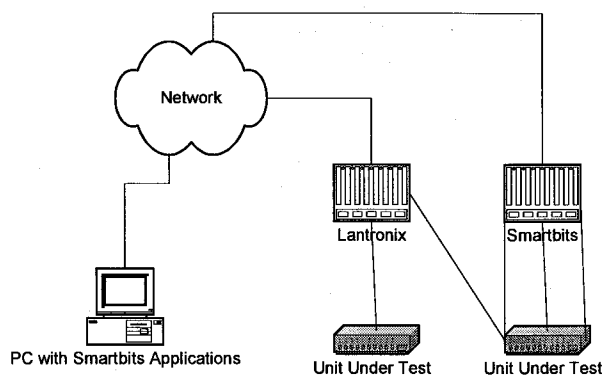 Network
Lantronix
Smartbits
PC with Smartbits Applications
Unit Under Test
Unit Under Test